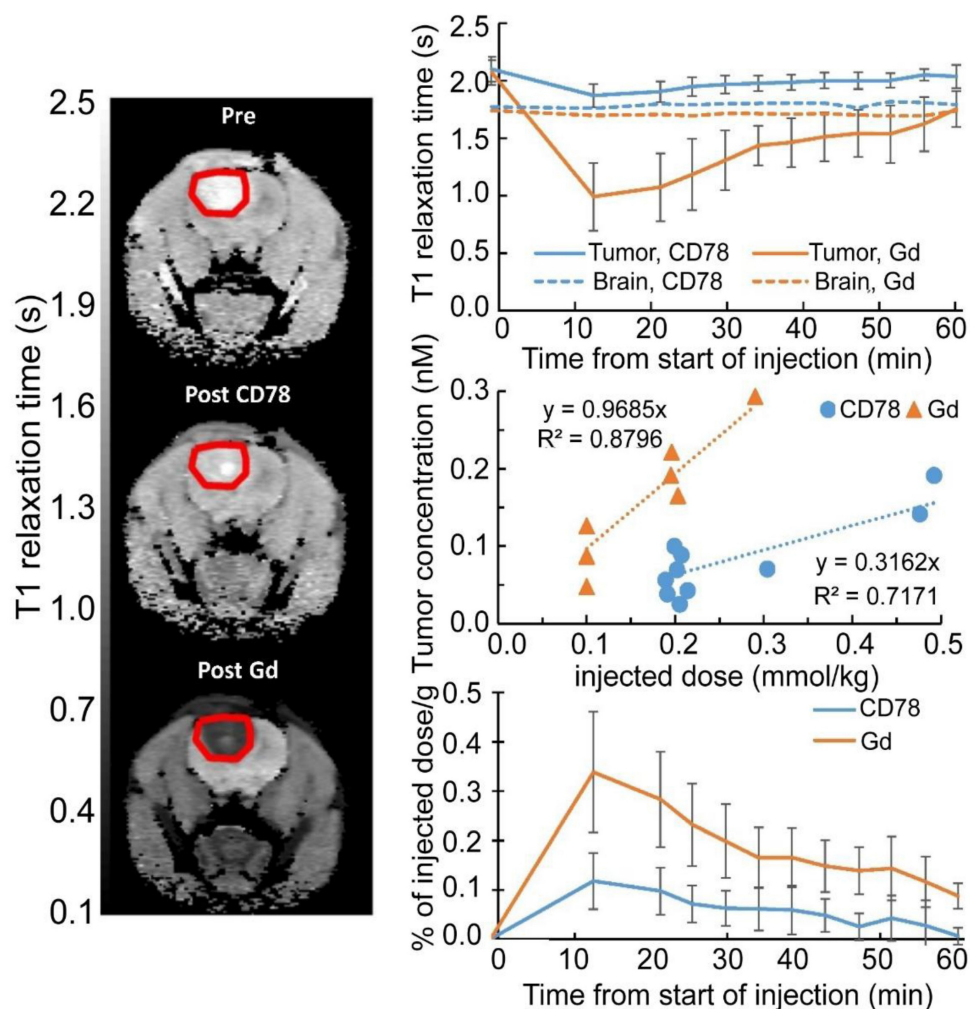 T1 relaxation time (s)
2.5
2.2
1.9
1.6
1.3
1.0
0.7
0.4
0.1
Pre
Post CD78
Post Gd
T1 relaxation time (s)
2.5
2.0
1.5
1.0
0.5
0.0
Tumor, CD78
Tumor, Gd
Brain, CD78
Brain, Gd
0 10 20 30 40 50 60
Time from start of injection (min)
Tumor concentration (nM)
0.3
0.2
0.1
0.0
y = 0.9685x
R² = 0.8796
CD78 Gd
y = 0.3162x
R² = 0.7171
0.0 0.1 0.2 0.3 0.4 0.5
injected dose (mmol/kg)
% of injected dose/g
0.5
0.4
0.3
0.2
0.1
0.0
CD78
Gd
0 10 20 30 40 50 60
Time from start of injection (min)